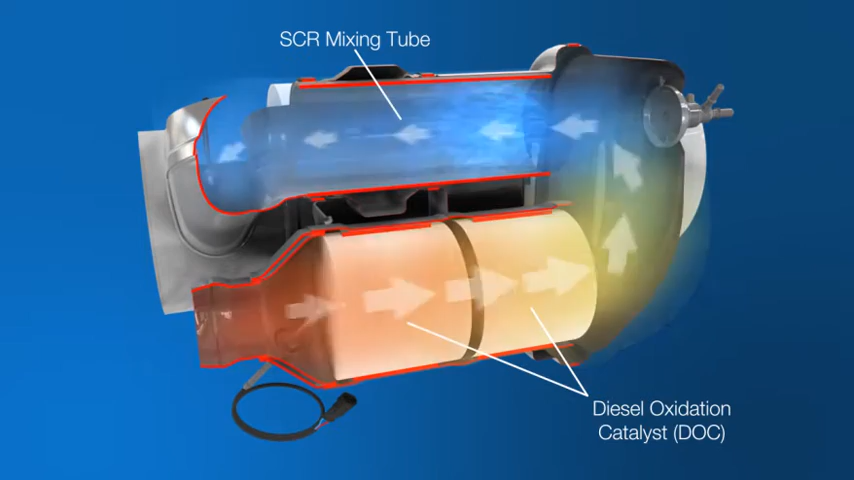 SCR Mixing Tube
Diesel Oxidation
Catalyst (DOC)